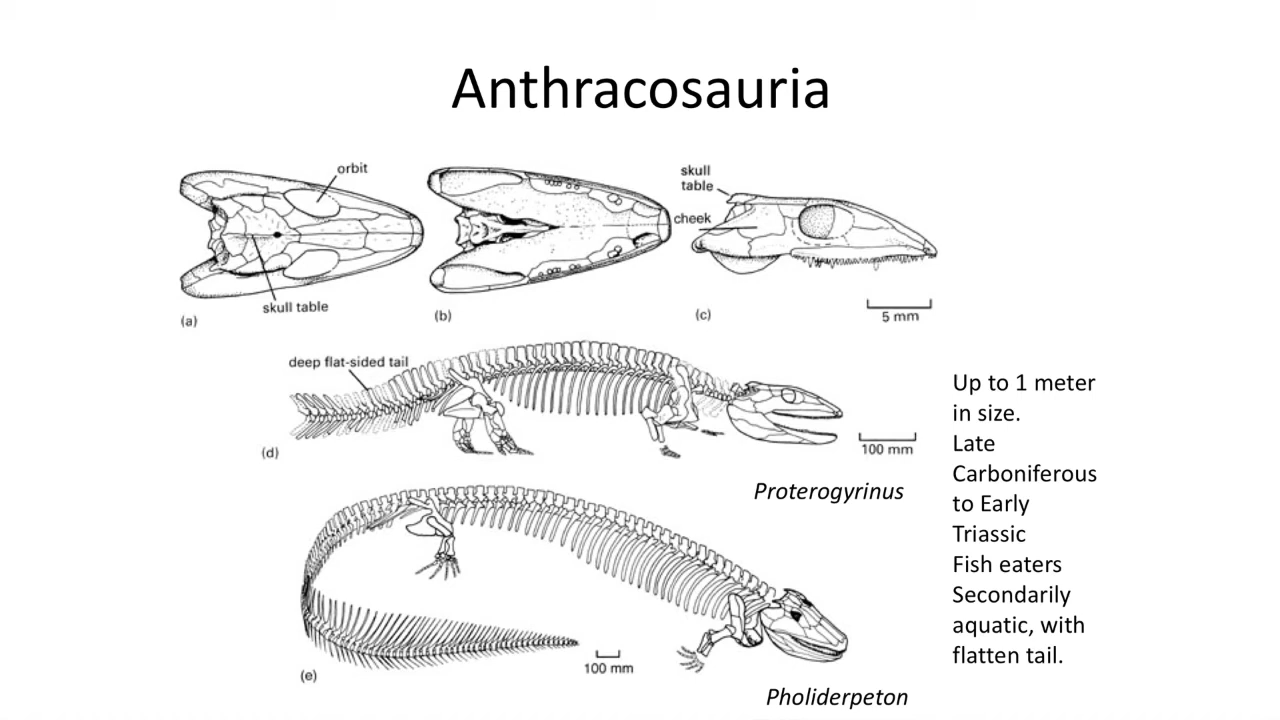 Anthracosauria
orbit
skull table
(a)
(b)
skull
table
cheek
(c)
5 mm
deep flat-sided tail
(d)
100 mm
Proterogyrinus
(e)
100 mm
Pholiderpeton
Up to 1 meter
in size.
Late
Carboniferous
to Early
Triassic
Fish eaters
Secondarily
aquatic, with
flatten tail.